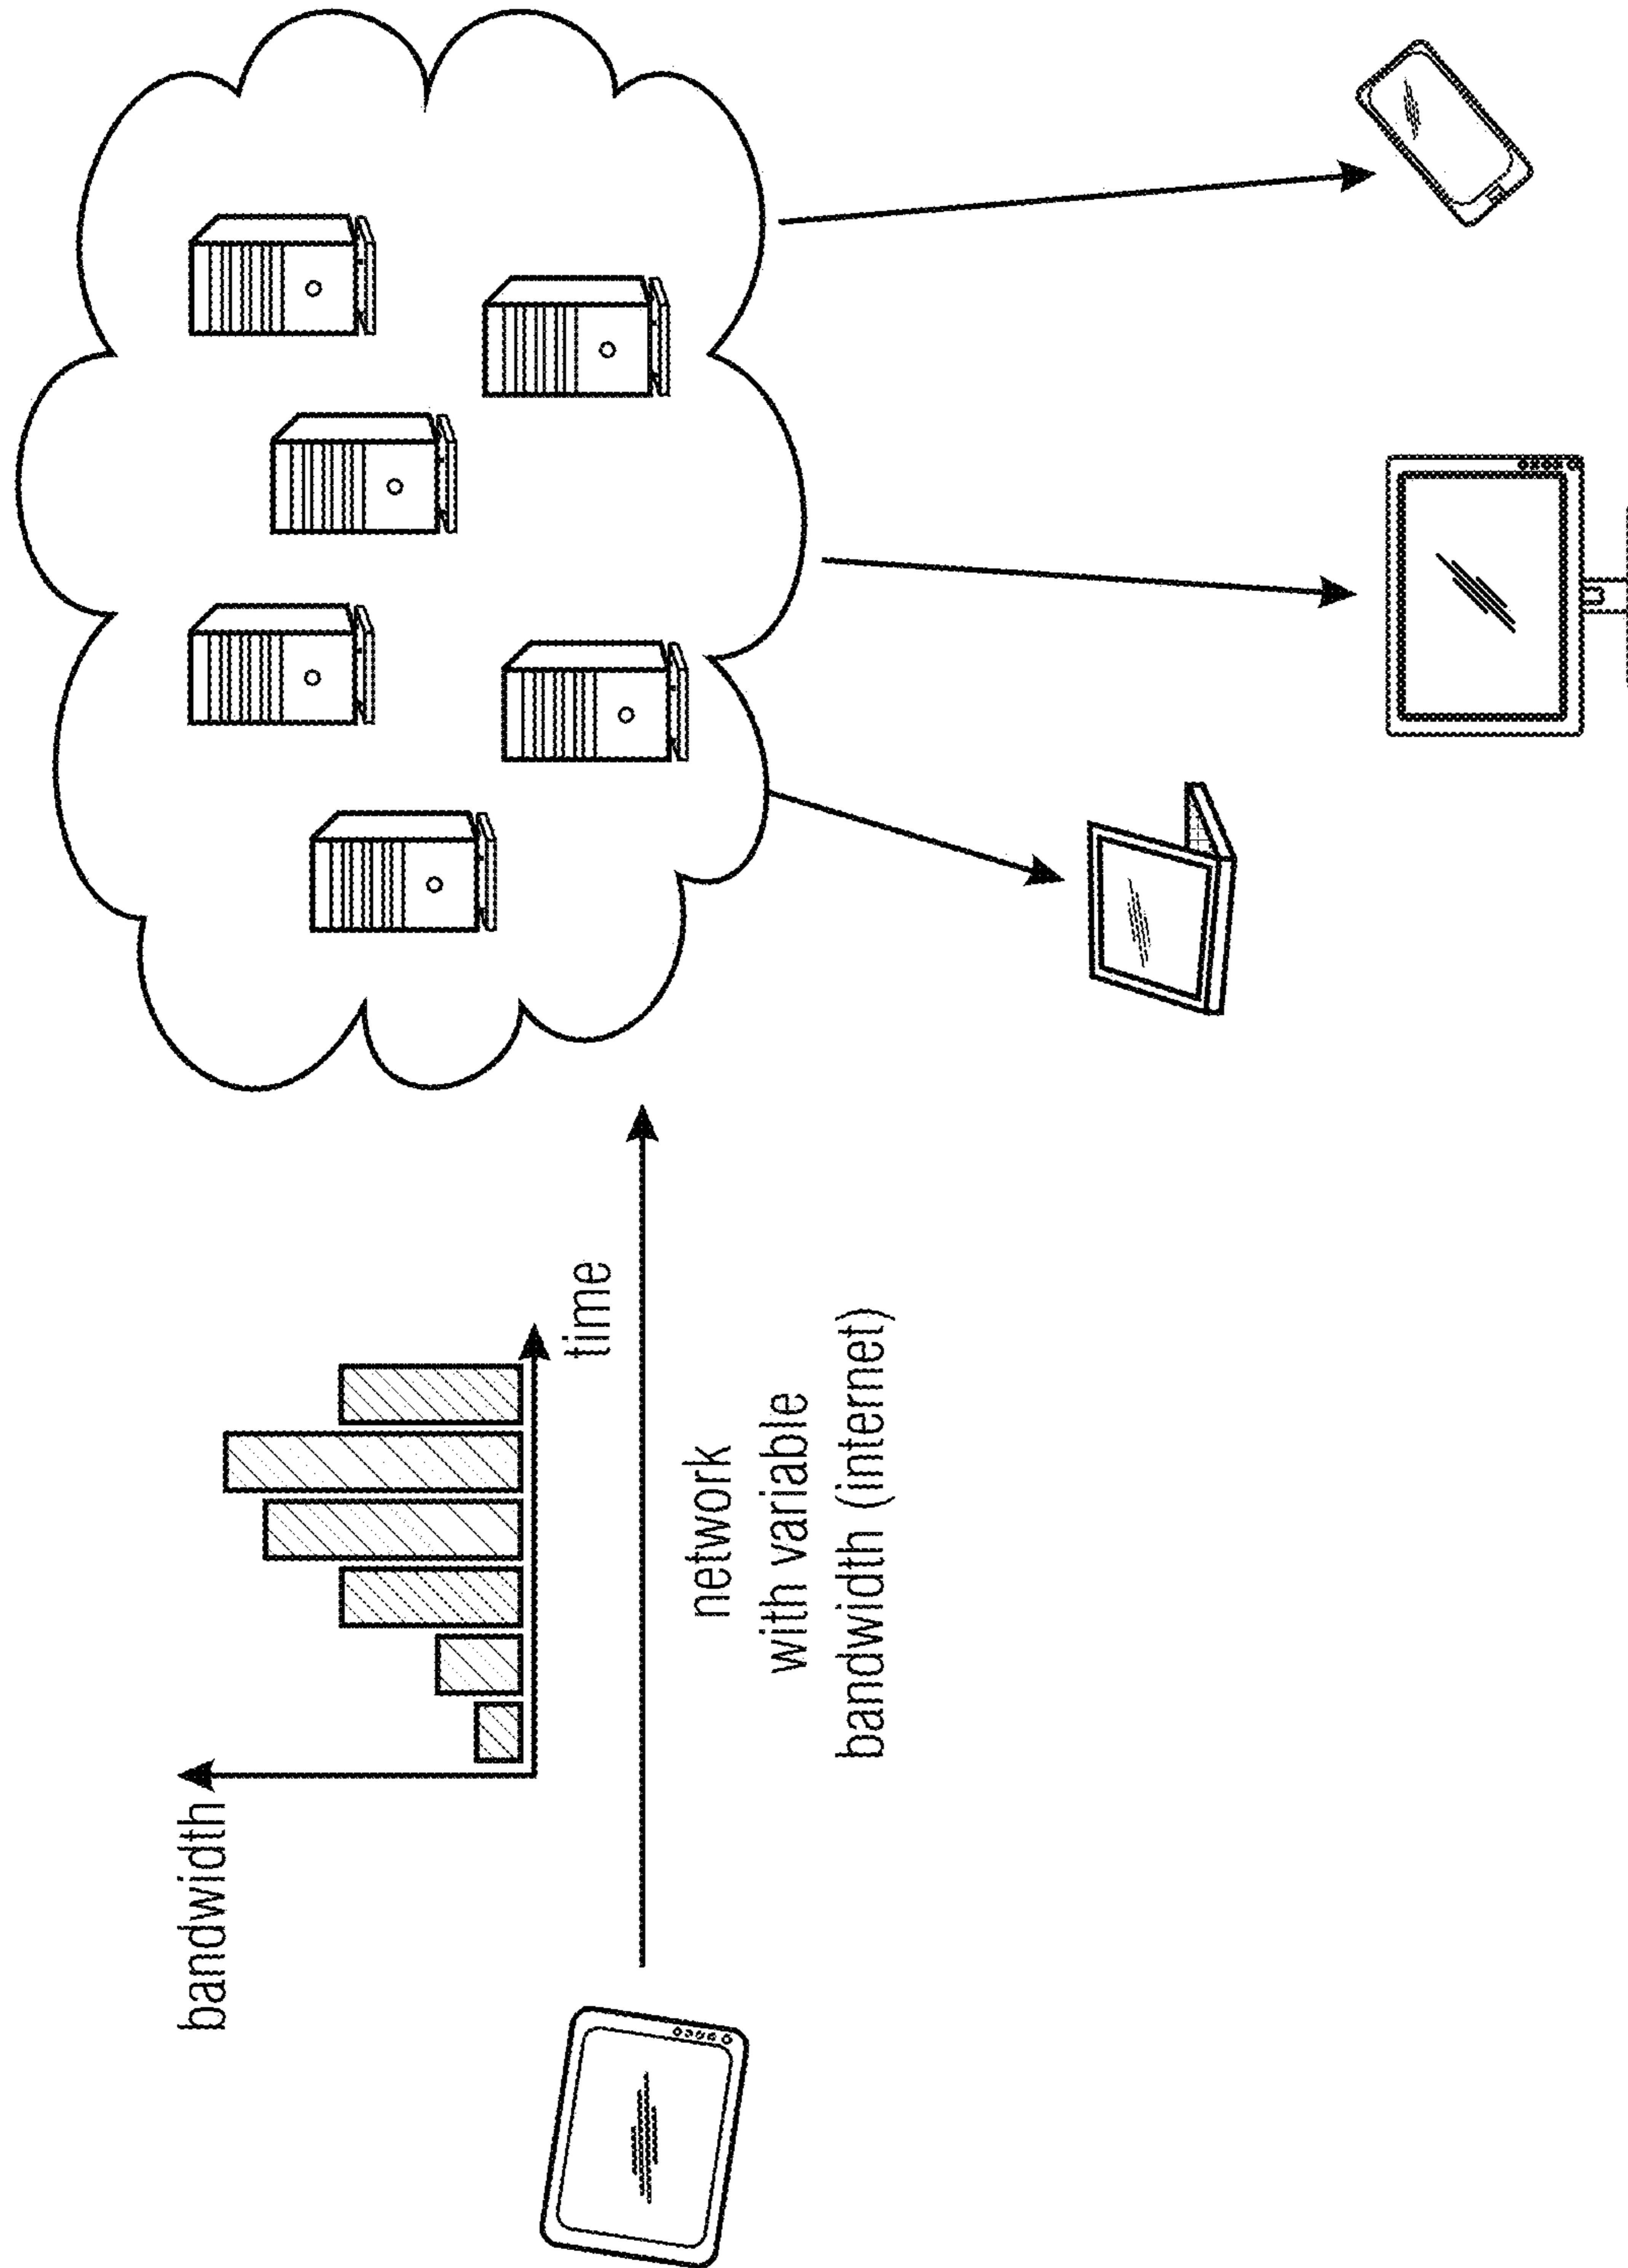 bandwidth
time
network
with variable
bandwidth (internet)